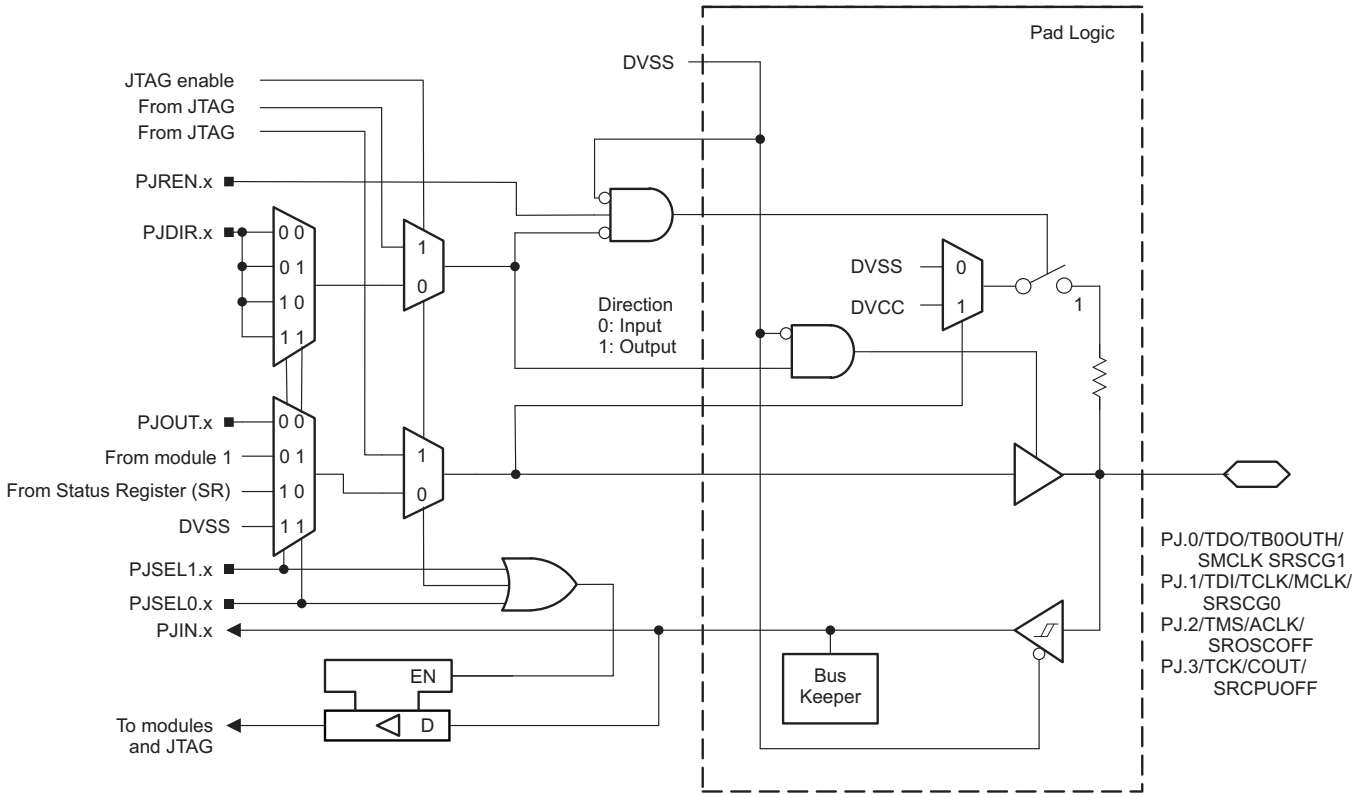 Pad Logic
DVSS
JTAG enable
From JTAG
From JTAG
PJREN.x
PJDIR.x
0 0
0 1
1 0
1 1
1
0
Direction
0: Input
1: Output
DVSS
DVCC
0
1
1
PJOUT.x
From module 1
From Status Register (SR)
DVSS
0 0
0 1
1 0
1 1
1
0
PJSEL1.x
PJSEL0.x
PJIN.x
EN
D
To modules
and JTAG
Bus
Keeper
PJ.0/TDO/TB0OUTH/
SMCLK SRSCG1
PJ.1/TDI/TCLK/MCLK/
SRSCG0
PJ.2/TMS/ACLK/
SROSCOFF
PJ.3/TCK/COUT/
SRCPUOFF